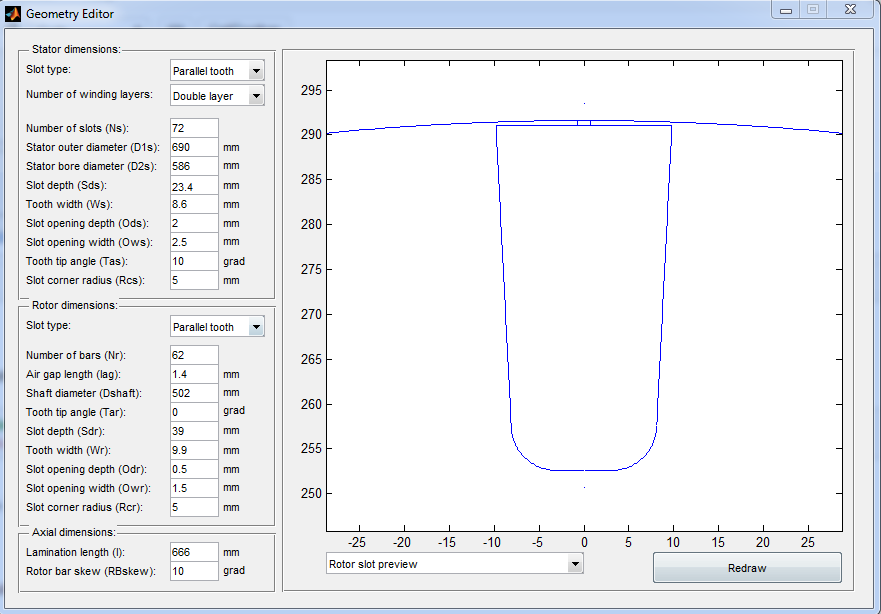 Geometry Editor
Stator dimensions:
Slot type: Parallel tooth
Number of winding layers: Double layer
Number of slots (Ns): 72
Stator outer diameter (D1s): 690 mm
Stator bore diameter (D2s): 586 mm
Slot depth (Sds): 23.4 mm
Tooth width (Ws): 8.6 mm
Slot opening depth (Ods): 2 mm
Slot opening width (Ows): 2.5 mm
Tooth tip angle (Tas): 10 grad
Slot corner radius (Rcs): 5 mm
Rotor dimensions:
Slot type: Parallel tooth
Number of bars (Nr): 62
Air gap length (lag): 1.4 mm
Shaft diameter (Dshaft): 502 mm
Tooth tip angle (Tar): 0 grad
Slot depth (Sdr): 39 mm
Tooth width (Wr): 9.9 mm
Slot opening depth (Odr): 0.5 mm
Slot opening width (Owr): 1.5 mm
Slot corner radius (Rcr): 5 mm
Axial dimensions:
Lamination length (l): 666 mm
Rotor bar skew (RBskew): 10 grad
295
290
285
280
275
270
265
260
255
250
-25 -20 -15 -10 -5 0 5 10 15 20 25
Rotor slot preview
Redraw